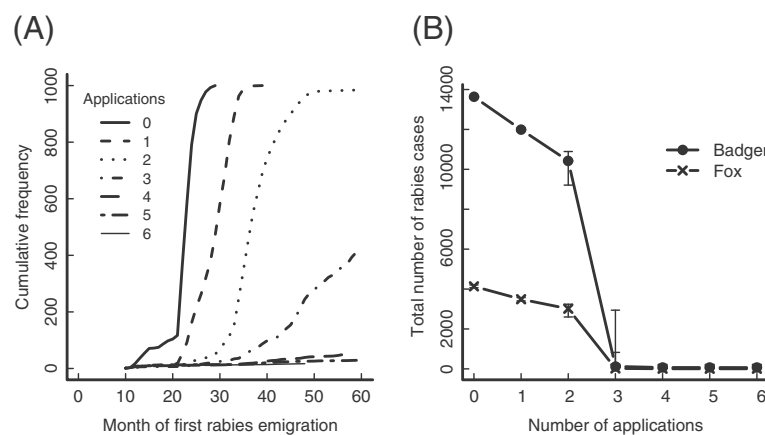 (A)
Cumulative frequency
1000
800
600
400
200
0
Applications
0
1
2
3
4
5
6
0 10 20 30 40 50 60
Month of first rabies emigration
(B)
Total number of rabies cases
14000
10000
6000
2000
0
Badger
Fox
0 1 2 3 4 5 6
Number of applications